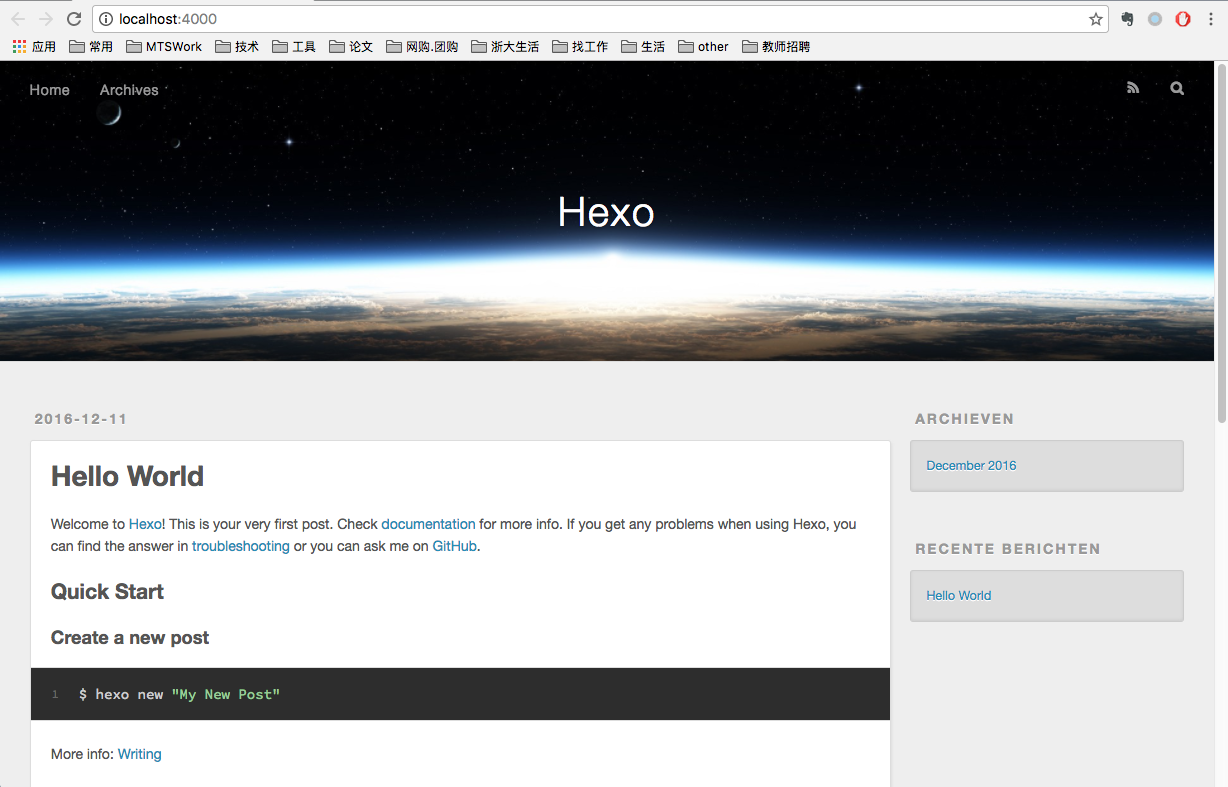 localhost:4000
应用 常用 MTSWork 技术 工具 论文 网购.团购 浙大生活 找工作 生活 other 教师招聘
Home Archives
Hexo
2016-12-11
Hello World
Welcome to Hexo! This is your very first post. Check documentation for more info. If you get any problems when using Hexo, you
can find the answer in troubleshooting or you can ask me on GitHub.
Quick Start
Create a new post
1 $ hexo new "My New Post"
More info: Writing
ARCHIEVEN
December 2016
RECENTE BERICHTEN
Hello World